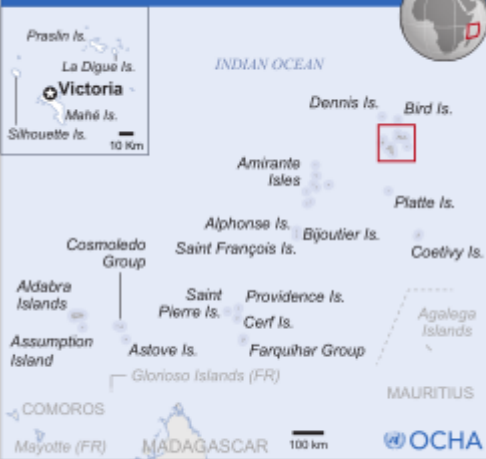 Praslin Is.
La Digue Is.
Victoria
Mahé Is.
Silhouette Is.
10 Km
INDIAN OCEAN
Dennis Is.
Bird Is.
Amirante
Isles
Platte Is.
Alphonse Is.
Bijoutier Is.
Saint François Is.
Coetivy Is.
Cosmoledo
Group
Aldabra
Islands
Saint
Pierre Is.
Providence Is.
Cerf Is.
Assumption
Island
Astove Is.
Farquihar Group
Agalega
Islands
Glorioso Islands (FR)
MAURITIUS
COMOROS
Mayotte (FR)
MADAGASCAR
100 km
OCHA